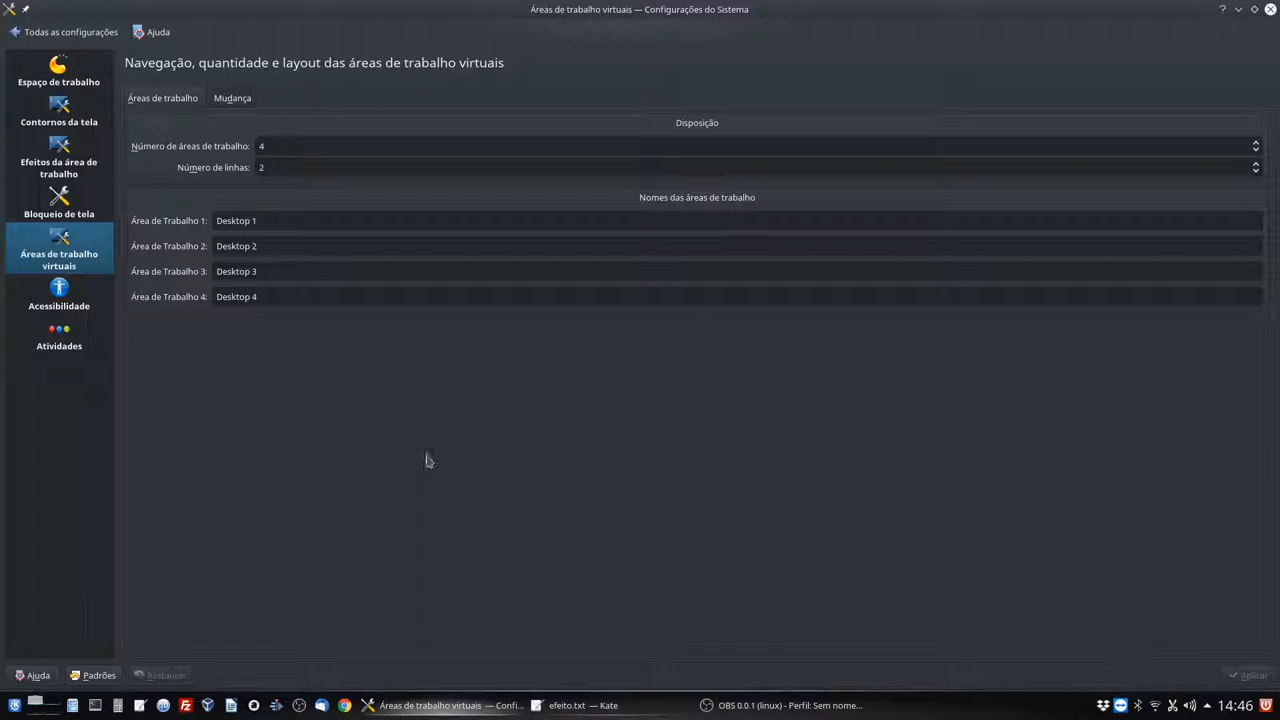 Áreas de trabalho virtuais — Configurações do Sistema
Todas as configurações
Ajuda
Espaço de trabalho
Contornos da tela
Efeitos da área de
trabalho
Bloqueio de tela
Áreas de trabalho
virtuais
Acessibilidade
Atividades
Navegação, quantidade e layout das áreas de trabalho virtuais
Áreas de trabalho
Mudança
Disposição
Número de áreas de trabalho: 4
Número de linhas: 2
Nomes das áreas de trabalho
Área de Trabalho 1: Desktop 1
Área de Trabalho 2: Desktop 2
Área de Trabalho 3: Desktop 3
Área de Trabalho 4: Desktop 4
Ajuda
Padrões
Restaurar
Aplicar
Áreas de trabalho virtuais — Confi...
efeito.txt — Kate
OBS 0.0.1 (linux) - Perfil: Sem nome...
14:46